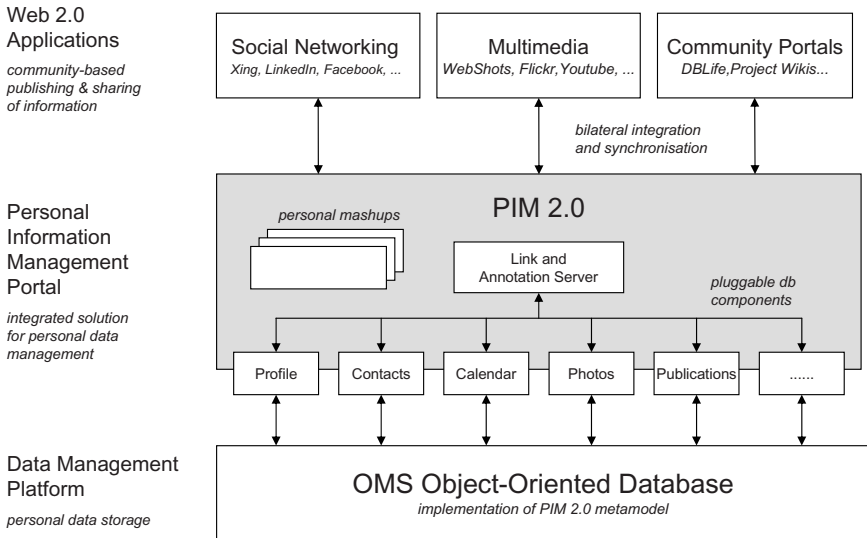 Web 2.0
Applications
community-based
publishing & sharing
of information
Social Networking
Xing, LinkedIn, Facebook, ...
Multimedia
WebShots, Flickr,Youtube, ...
Community Portals
DBLife,Project Wikis...
bilateral integration
and synchronisation
Personal
Information
Management
Portal
integrated solution
for personal data
management
PIM 2.0
personal mashups
Link and
Annotation Server
pluggable db
components
Profile
Contacts
Calendar
Photos
Publications
......
Data Management
Platform
personal data storage
OMS Object-Oriented Database
implementation of PIM 2.0 metamodel